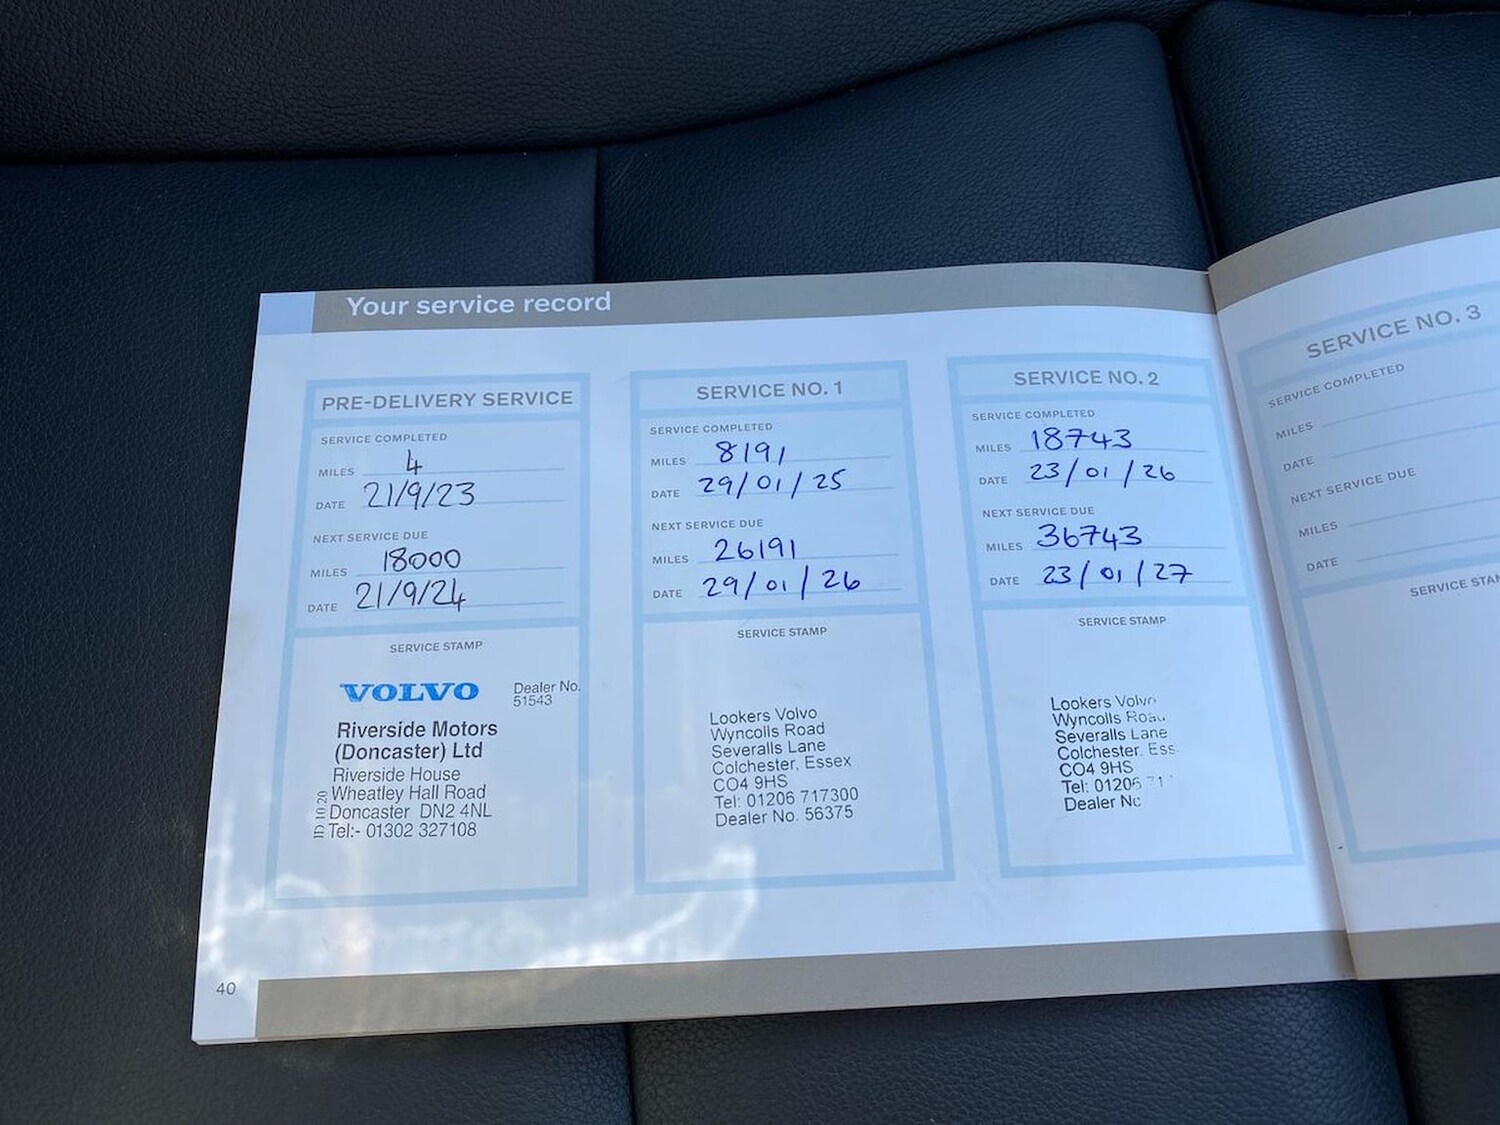 Your service record
PRE-DELIVERY SERVICE
SERVICE COMPLETED
MILES 4
DATE 21/9/23
NEXT SERVICE DUE
MILES 18000
DATE 21/9/24
SERVICE STAMP
VOLVO
Dealer No.
51543
Riverside Motors
(Doncaster) Ltd
Riverside House
Wheatley Hall Road
Doncaster DN2 4NL
Tel:- 01302 327108
SERVICE NO. 1
SERVICE COMPLETED
MILES 8191
DATE 29/01/25
NEXT SERVICE DUE
MILES 26191
DATE 29/01/26
SERVICE STAMP
Lookers Volvo
Wyncolls Road
Severalls Lane
Colchester, Essex
CO4 9HS
Tel: 01206 717300
Dealer No. 56375
SERVICE NO. 2
SERVICE COMPLETED
MILES 18743
DATE 23/01/26
NEXT SERVICE DUE
MILES 36743
DATE 23/01/27
SERVICE STAMP
Lookers Volvo
Wyncolls Road
Severalls Lane
Colchester. Ess
CO4 9HS
Tel: 01206 71
Dealer No
SERVICE NO. 3
SERVICE COMPLETED
MILES
DATE
NEXT SERVICE DUE
MILES
DATE
SERVICE STAM
40